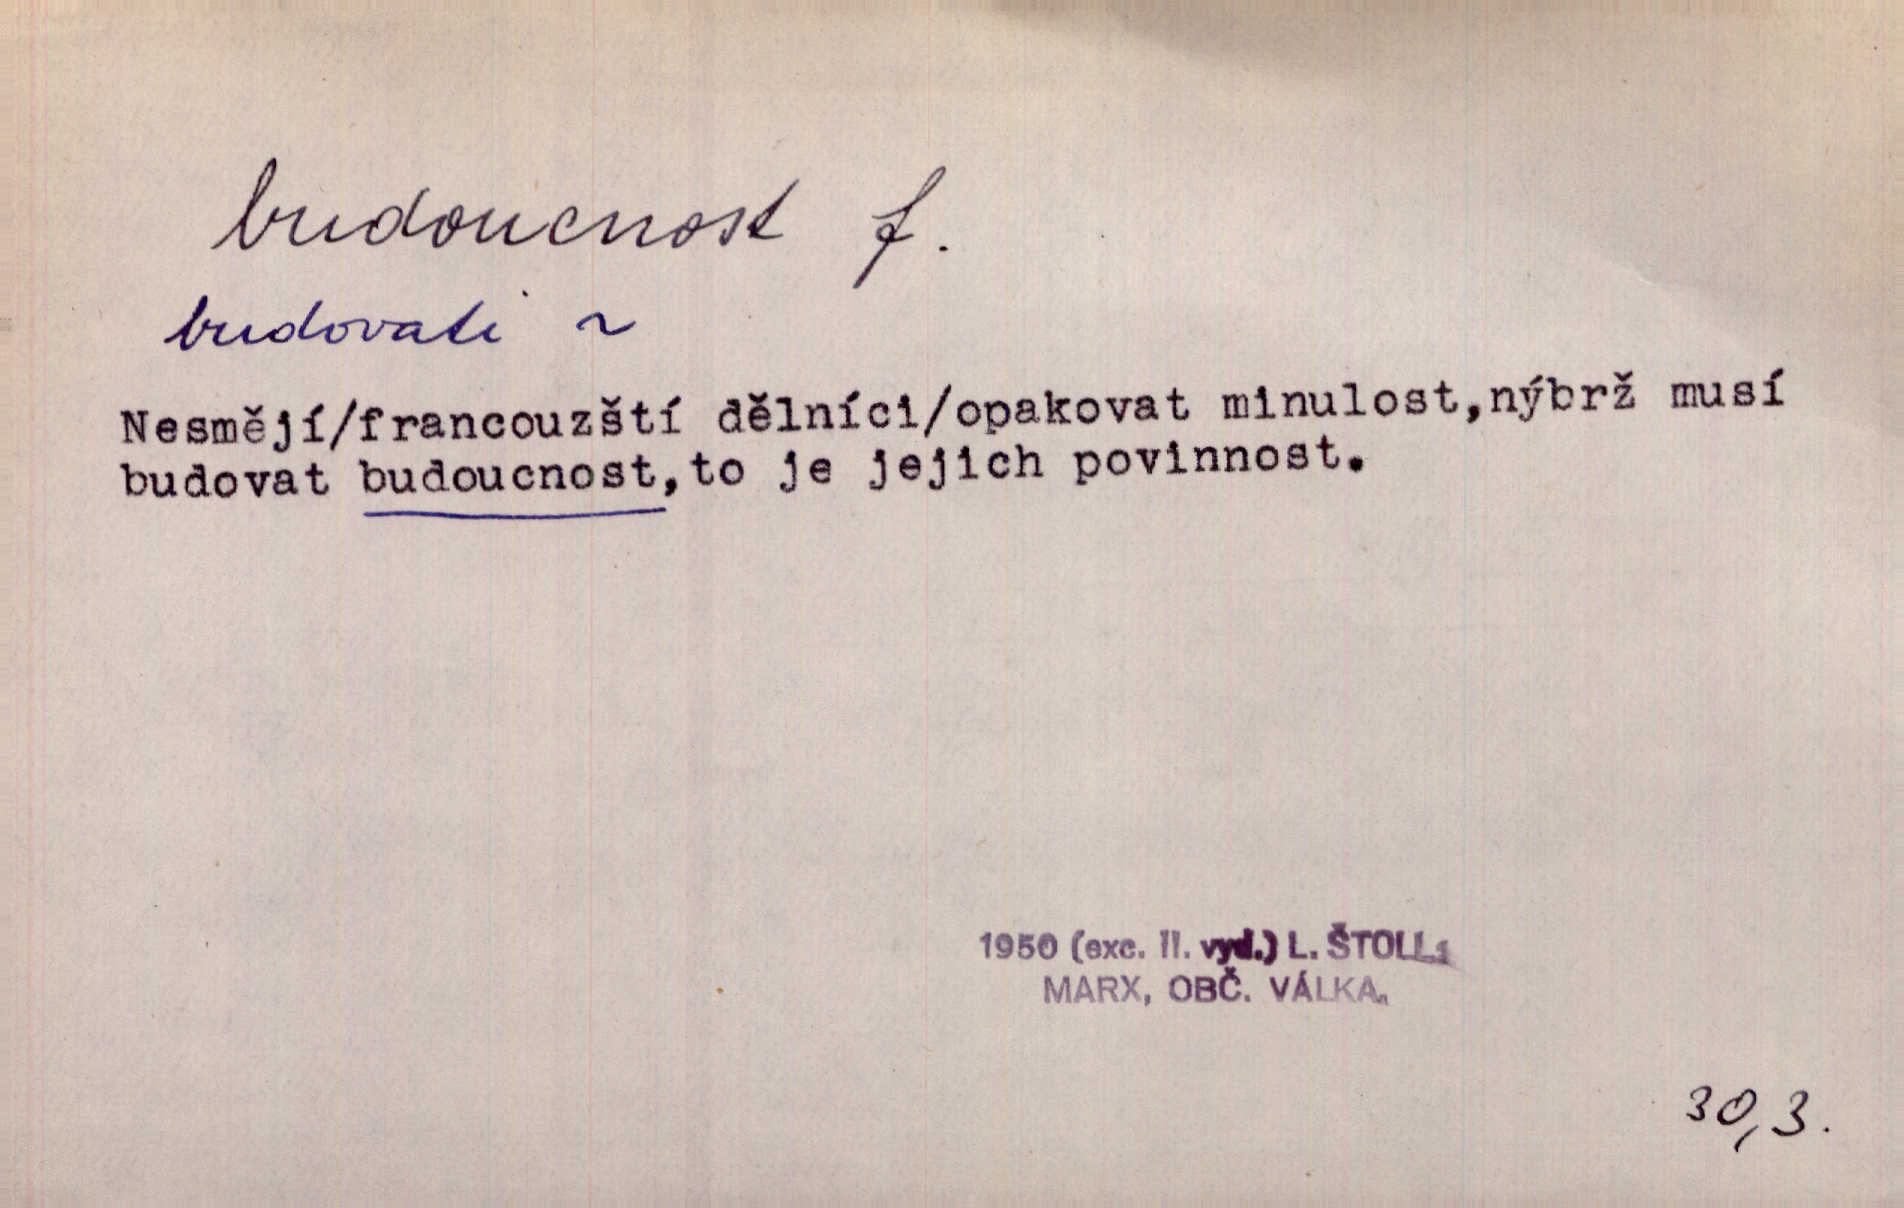 budoucnost f.
budovati ~
Nesmějí/francouzští dělníci/opakovat minulost,nýbrž musí
budovat budoucnost,to je jejich povinnost.
1950 (exc. II. vyd.) L. ŠTOLL:
MARX, OBČ. VÁLKA.
30,3.